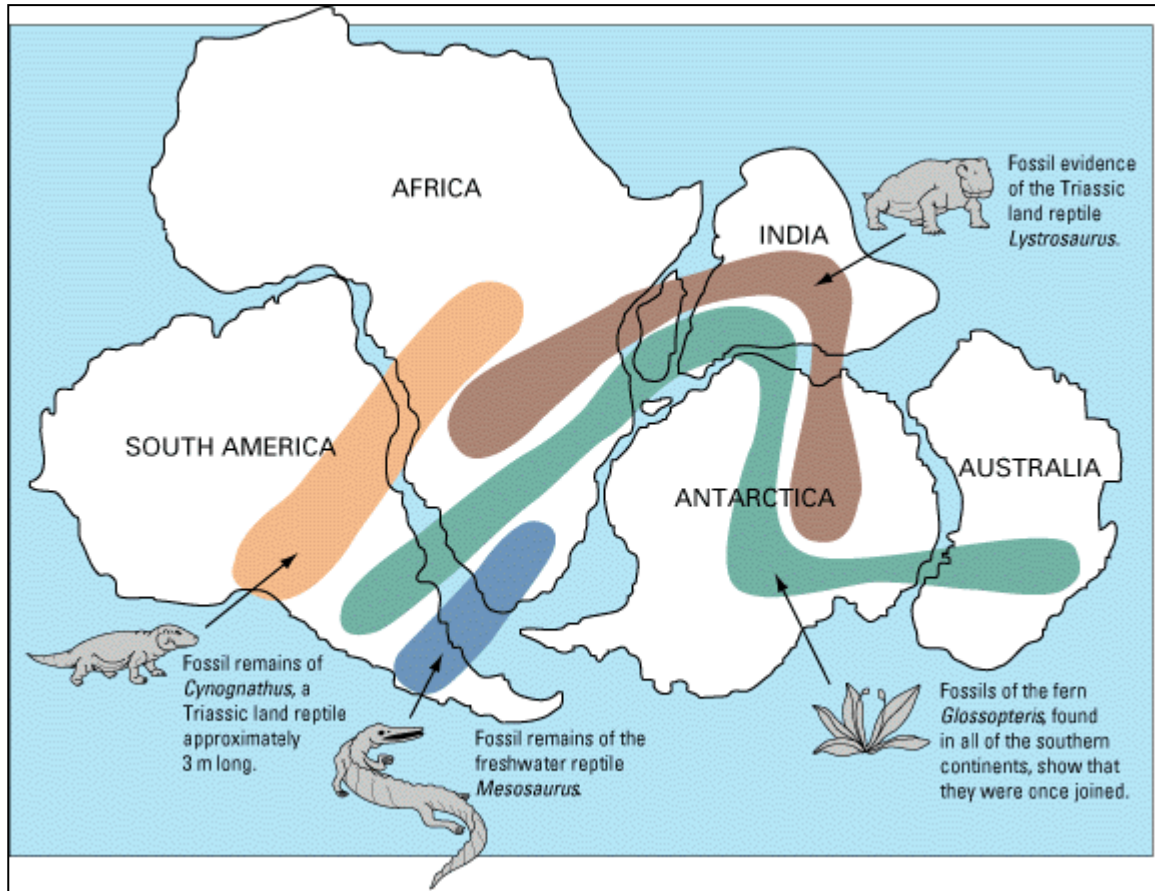 AFRICA
Fossil evidence
of the Triassic
land reptile
Lystrosaurus.
INDIA
SOUTH AMERICA
ANTARCTICA
AUSTRALIA
Fossil remains of
Cynognathus, a
Triassic land reptile
approximately
3 m long.
Fossil remains of the
freshwater reptile
Mesosaurus.
Fossils of the fern
Glossopteris, found
in all of the southern
continents, show that
they were once joined.